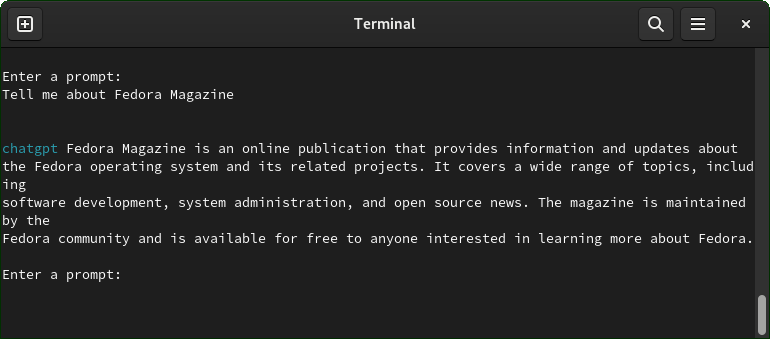 Terminal
Enter a prompt:
Tell me about Fedora Magazine
chatgpt Fedora Magazine is an online publication that provides information and updates about
the Fedora operating system and its related projects. It covers a wide range of topics, includ
ing
software development, system administration, and open source news. The magazine is maintained
by the
Fedora community and is available for free to anyone interested in learning more about Fedora.
Enter a prompt: